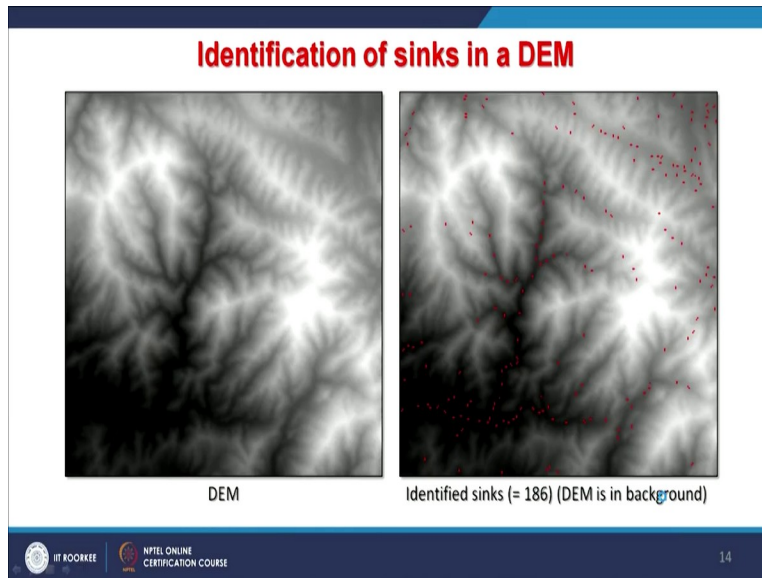 Identification of sinks in a DEM
DEM
Identified sinks (= 186) (DEM is in background)
IIT ROORKEE
NPTEL ONLINE
CERTIFICATION COURSE
14